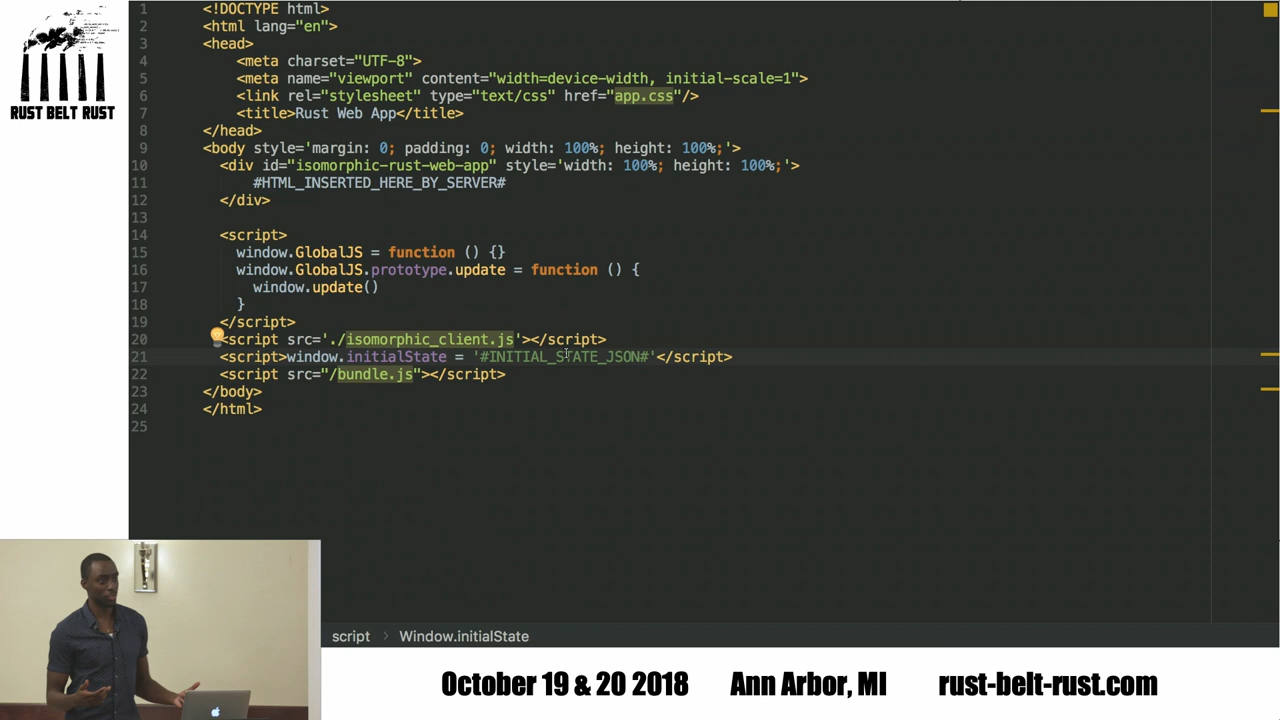 RUST BELT RUST
1 <!DOCTYPE html>
2 <html lang="en">
3 <head>
4 <meta charset="UTF-8">
5 <meta name="viewport" content="width=device-width, initial-scale=1">
6 <link rel="stylesheet" type="text/css" href="app.css"/>
7 <title>Rust Web App</title>
8 </head>
9 <body style='margin: 0; padding: 0; width: 100%; height: 100%;'>
10 <div id="isomorphic-rust-web-app" style='width: 100%; height: 100%;'>
11 #HTML_INSERTED_HERE_BY_SERVER#
12 </div>
13
14 <script>
15 window.GlobalJS = function () {}
16 window.GlobalJS.prototype.update = function () {
17 window.update()
18 }
19 </script>
20 <script src='./isomorphic_client.js'></script>
21 <script>window.initialState = '#INITIAL_STATE_JSON#'</script>
22 <script src="/bundle.js"></script>
23 </body>
24 </html>
25
script > Window.initialState
October 19 & 20 2018 Ann Arbor, MI rust-belt-rust.com